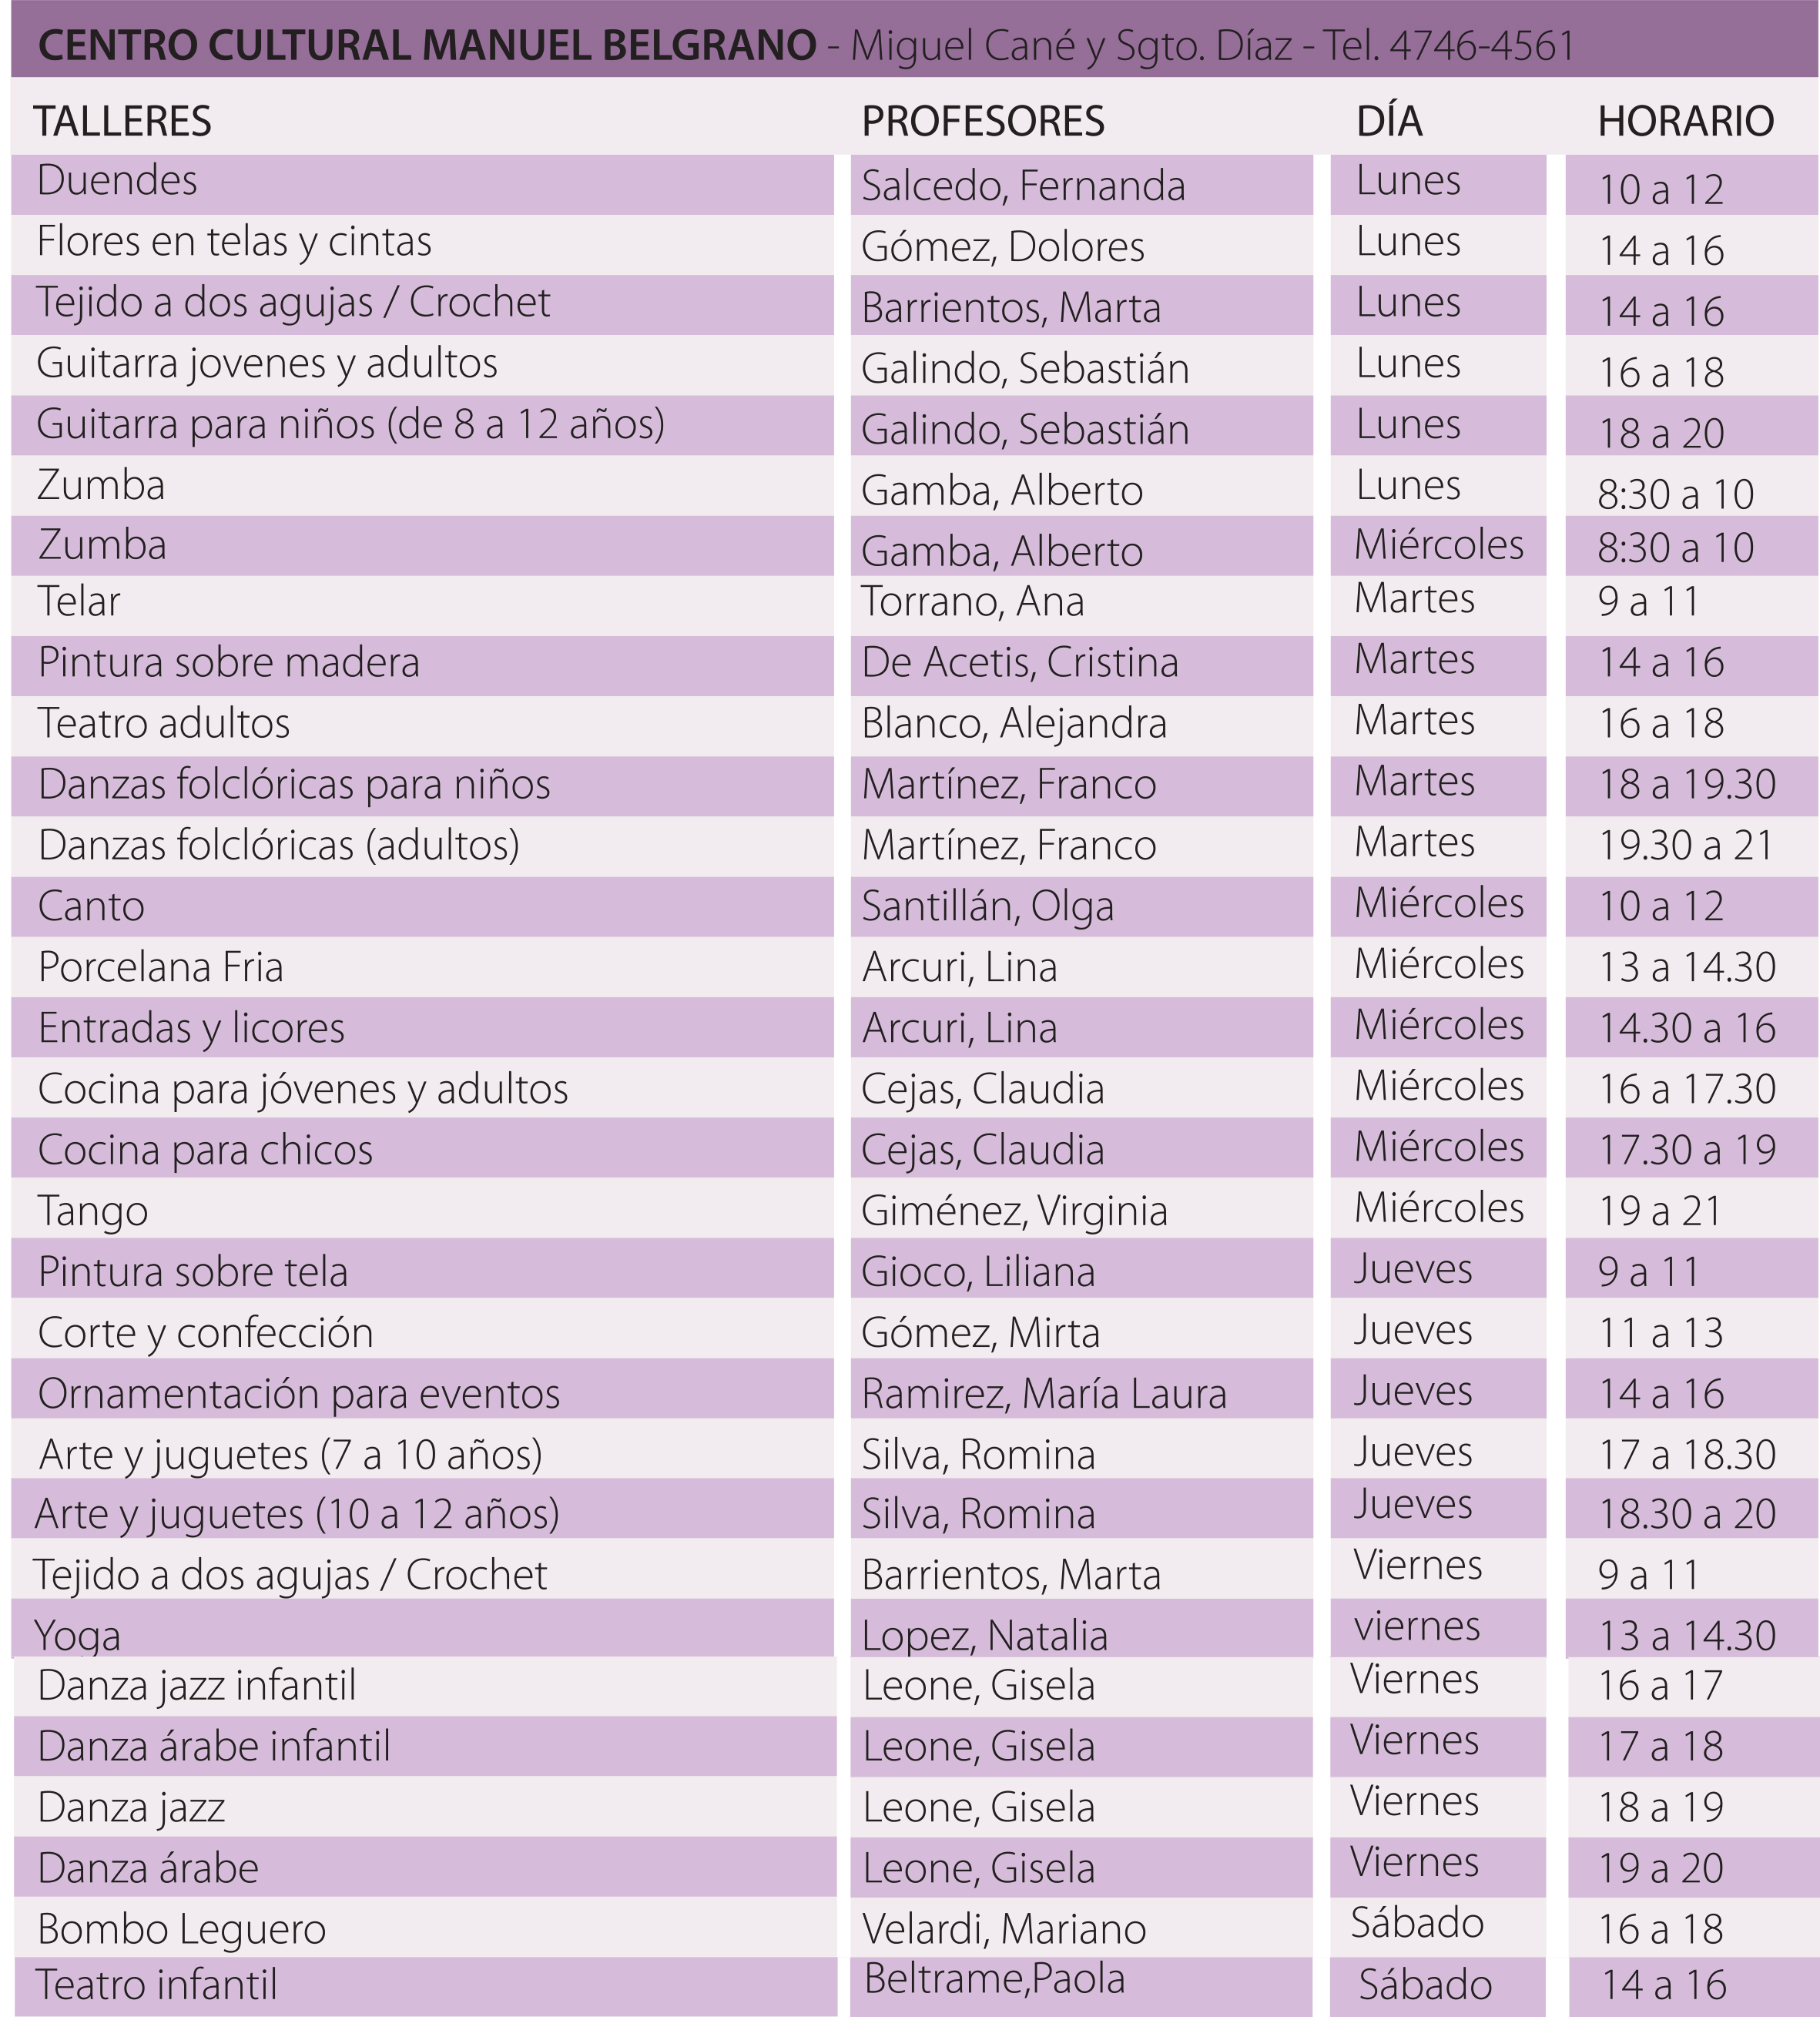 CENTRO CULTURAL MANUEL BELGRANO - Miguel Cané y Sgto. Díaz - Tel. 4746-4561
TALLERES PROFESORES DÍA HORARIO
Duendes Salcedo, Fernanda Lunes 10 a 12
Flores en telas y cintas Gómez, Dolores Lunes 14 a 16
Tejido a dos agujas / Crochet Barrientos, Marta Lunes 14 a 16
Guitarra jovenes y adultos Galindo, Sebastián Lunes 16 a 18
Guitarra para niños (de 8 a 12 años) Galindo, Sebastián Lunes 18 a 20
Zumba Gamba, Alberto Lunes 8:30 a 10
Zumba Gamba, Alberto Miércoles 8:30 a 10
Telar Torrano, Ana Martes 9 a 11
Pintura sobre madera De Acetis, Cristina Martes 14 a 16
Teatro adultos Blanco, Alejandra Martes 16 a 18
Danzas folclóricas para niños Martínez, Franco Martes 18 a 19.30
Danzas folclóricas (adultos) Martínez, Franco Martes 19.30 a 21
Canto Santillán, Olga Miércoles 10 a 12
Porcelana Fria Arcuri, Lina Miércoles 13 a 14.30
Entradas y licores Arcuri, Lina Miércoles 14.30 a 16
Cocina para jóvenes y adultos Cejas, Claudia Miércoles 16 a 17.30
Cocina para chicos Cejas, Claudia Miércoles 17.30 a 19
Tango Giménez, Virginia Miércoles 19 a 21
Pintura sobre tela Gioco, Liliana Jueves 9 a 11
Corte y confección Gómez, Mirta Jueves 11 a 13
Ornamentación para eventos Ramirez, María Laura Jueves 14 a 16
Arte y juguetes (7 a 10 años) Silva, Romina Jueves 17 a 18.30
Arte y juguetes (10 a 12 años) Silva, Romina Jueves 18.30 a 20
Tejido a dos agujas / Crochet Barrientos, Marta Viernes 9 a 11
Yoga Lopez, Natalia viernes 13 a 14.30
Danza jazz infantil Leone, Gisela Viernes 16 a 17
Danza árabe infantil Leone, Gisela Viernes 17 a 18
Danza jazz Leone, Gisela Viernes 18 a 19
Danza árabe Leone, Gisela Viernes 19 a 20
Bombo Leguero Velardi, Mariano Sábado 16 a 18
Teatro infantil Beltrame,Paola Sábado 14 a 16